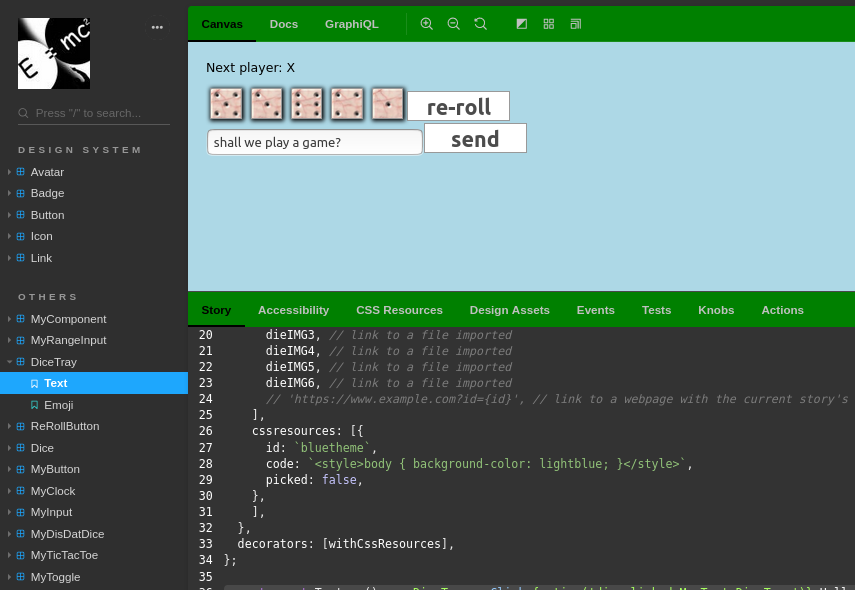 E=mc²
Press "/" to search...
DESIGN SYSTEM
Avatar
Badge
Button
Icon
Link
OTHERS
MyComponent
MyRangeInput
DiceTray
Text
Emoji
ReRollButton
Dice
MyButton
MyClock
MyInput
MyDisDatDice
MyTicTacToe
MyToggle
Canvas Docs GraphiQL
Next player: X
re-roll
shall we play a game? send
Story Accessibility CSS Resources Design Assets Events Tests Knobs Actions
20 dieIMG3, // link to a file imported
21 dieIMG4, // link to a file imported
22 dieIMG5, // link to a file imported
23 dieIMG6, // link to a file imported
24 // 'https://www.example.com?id={id}', // link to a webpage with the current story's
25 ],
26 cssresources: [{
27 id: `bluetheme`,
28 code: `<style>body { background-color: lightblue; }</style>`,
29 picked: false,
30 },
31 ],
32 },
33 decorators: [withCssResources],
34 };
35